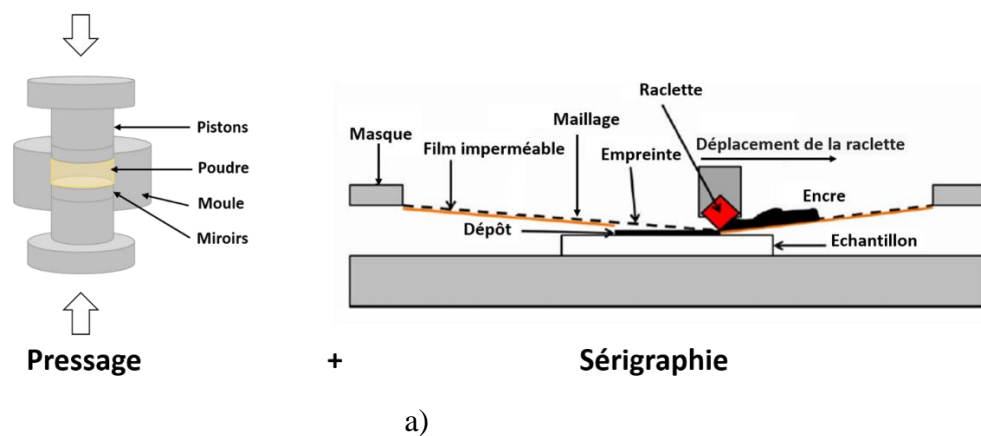 Pistons
Poudre
Moule
Miroirs
Pressage
+
Raclette
Maillage
Déplacement de la raclette
Masque
Film imperméable
Empreinte
Encre
Dépôt
Echantillon
Sérigraphie
a)